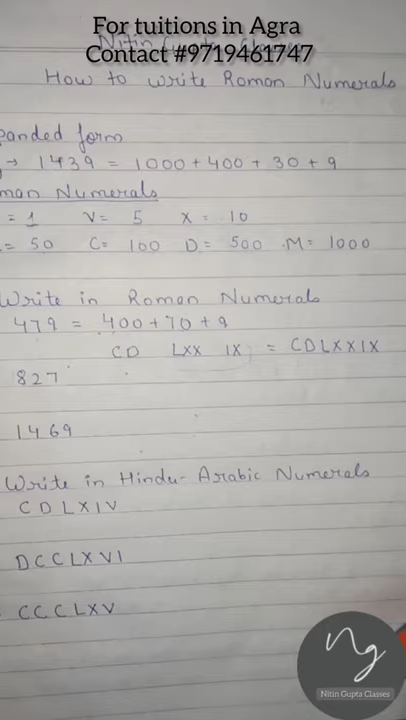 For tuitions in Agra
Contact #9719461747
How to write Roman Numerals
panded form
→ 1439 = 1000 + 400 + 30 + 9
man Numerals
= 1 V = 5 X = 10
= 50 C = 100 D = 500 M = 1000
Write in Roman Numerals
479 = 400 + 70 + 9
CD LXX IX = CDLXXIX
827
1469
Write in Hindu-Arabic Numerals
CDLXIV
DCCLXVI
CCCLXV
ng
Nitin Gupta Classes